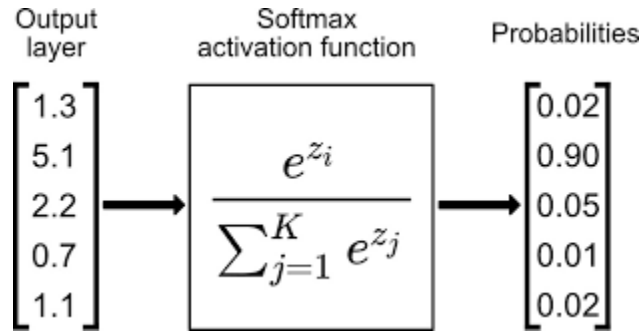 Output
layer
Softmax
activation function
Probabilities
1.3
5.1
2.2
0.7
1.1
e^{z_i}
∑_{j=1}^{K} e^{z_j}
0.02
0.90
0.05
0.01
0.02